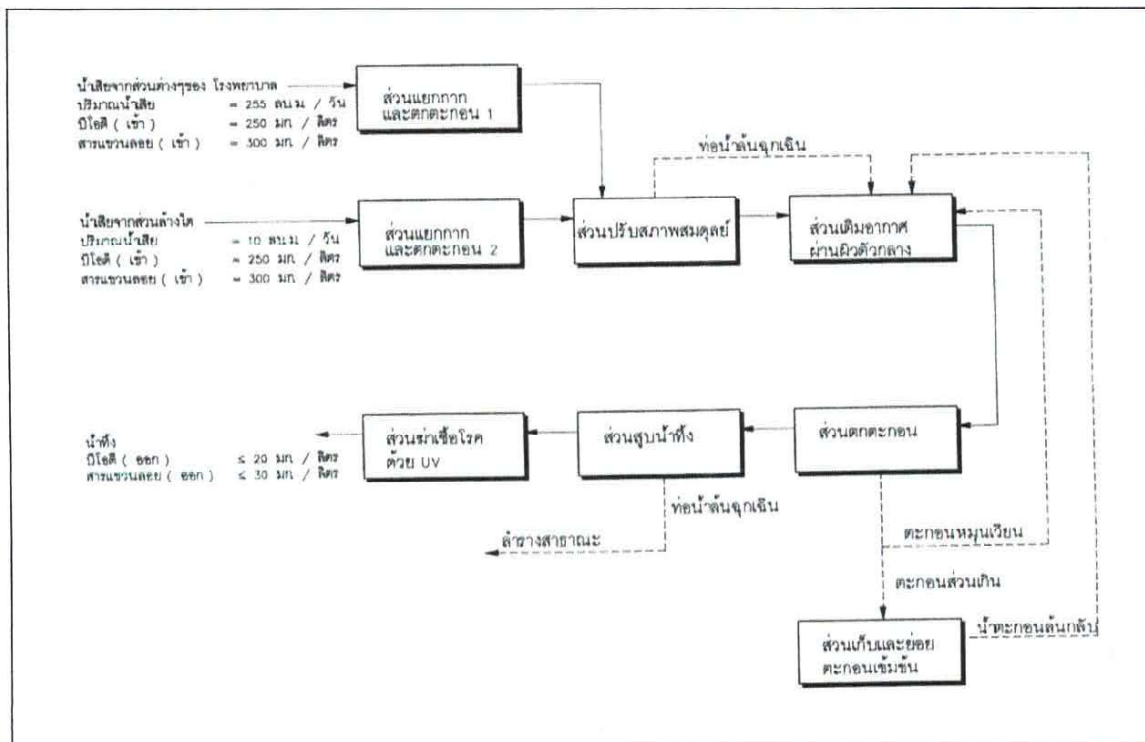 น้ำเสียจากส่วนต่างๆของ โรงพยาบาล
ปริมาณน้ำเสีย = 255 ลบ.ม. / วัน
บีโอดี ( เข้า ) = 250 มก. / ลิตร
สารแขวนลอย ( เข้า ) = 300 มก. / ลิตร
ส่วนแยกกาก
และตกตะกอน 1
ท่อน้ำล้นฉุกเฉิน
น้ำเสียจากส่วนล้างไต
ปริมาณน้ำเสีย = 10 ลบ.ม. / วัน
บีโอดี ( เข้า ) = 250 มก. / ลิตร
สารแขวนลอย ( เข้า ) = 300 มก. / ลิตร
ส่วนแยกกาก
และตกตะกอน 2
ส่วนปรับสภาพสมดุลย์
ส่วนเติมอากาศ
ผ่านผิวตัวกลาง
น้ำทิ้ง
บีโอดี ( ออก ) ≤ 20 มก. / ลิตร
สารแขวนลอย ( ออก ) ≤ 30 มก. / ลิตร
ส่วนฆ่าเชื้อโรค
ด้วย UV
ส่วนสูบน้ำทิ้ง
ส่วนตกตะกอน
ท่อน้ำล้นฉุกเฉิน
ลำรางสาธาณะ
ตะกอนหมุนเวียน
ตะกอนส่วนเกิน
น้ำตะกอนล้นกลับ
ส่วนเก็บและย่อย
ตะกอนเข้มข้น